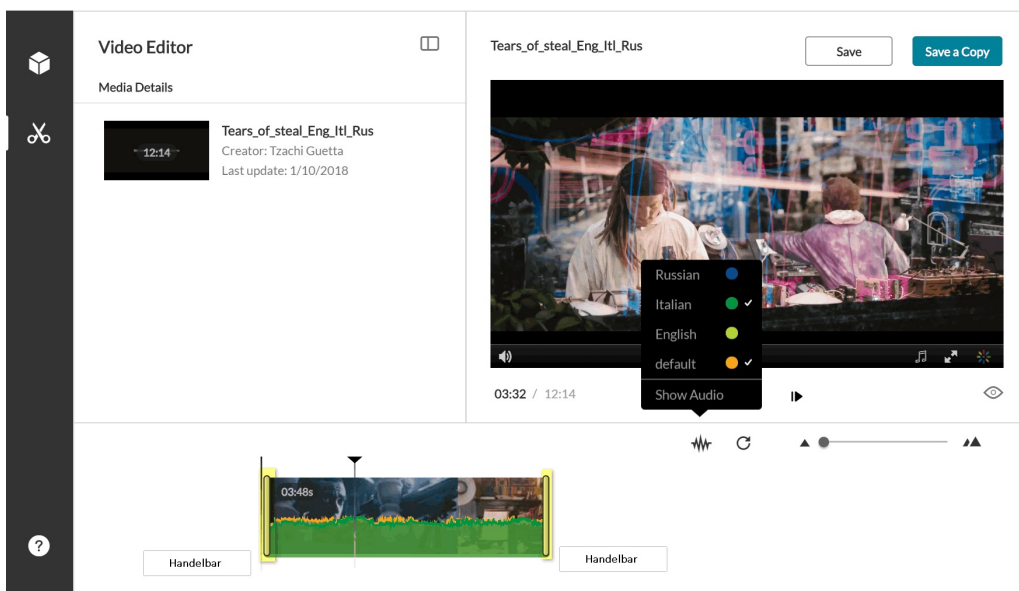 Video Editor
Media Details
12:14
Tears_of_steal_Eng_Itl_Rus
Creator: Tzachi Guetta
Last update: 1/10/2018
Tears_of_steal_Eng_Itl_Rus
Save
Save a Copy
Russian
Italian
English
default
Show Audio
03:32 / 12:14
03:48s
?
Handelbar
Handelbar